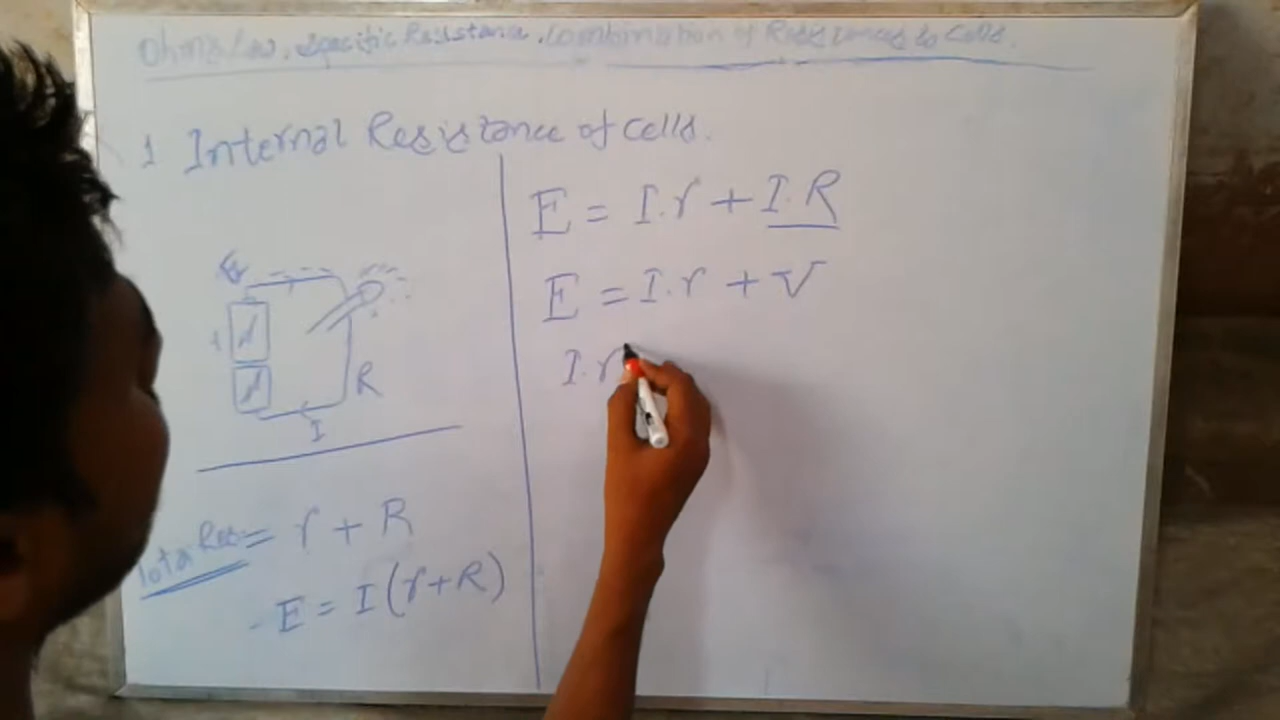 Ohms Law, Specific Resistance, Combination of Resistances & Cells.
1 Internal Resistance of Cells.
R
I
Total Res = r + R
E = I(r+R)
E = I.r + I.R
E = I.r + V
I.r